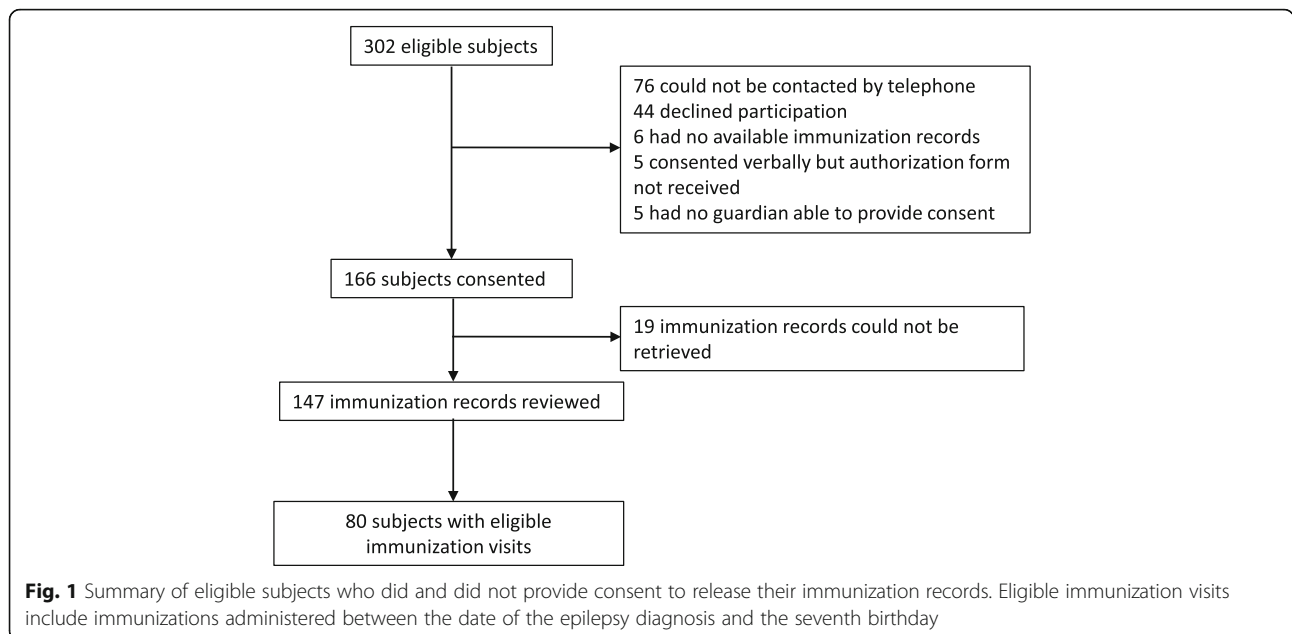 302 eligible subjects
76 could not be contacted by telephone
44 declined participation
6 had no available immunization records
5 consented verbally but authorization form
not received
5 had no guardian able to provide consent
166 subjects consented
19 immunization records could not be
retrieved
147 immunization records reviewed
80 subjects with eligible
immunization visits
Fig. 1 Summary of eligible subjects who did and did not provide consent to release their immunization records. Eligible immunization visits
include immunizations administered between the date of the epilepsy diagnosis and the seventh birthday